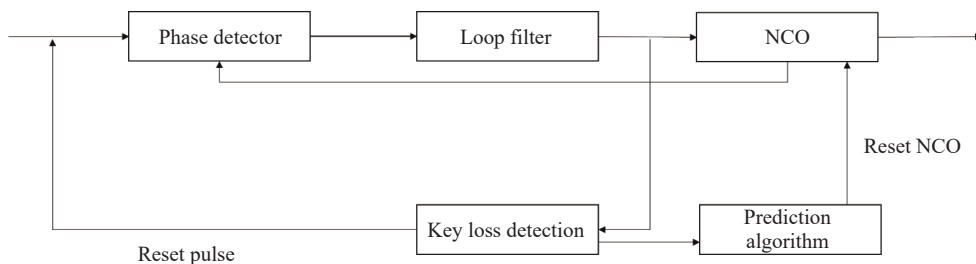 Phase detector
Loop filter
NCO
Reset NCO
Key loss detection
Prediction
algorithm
Reset pulse